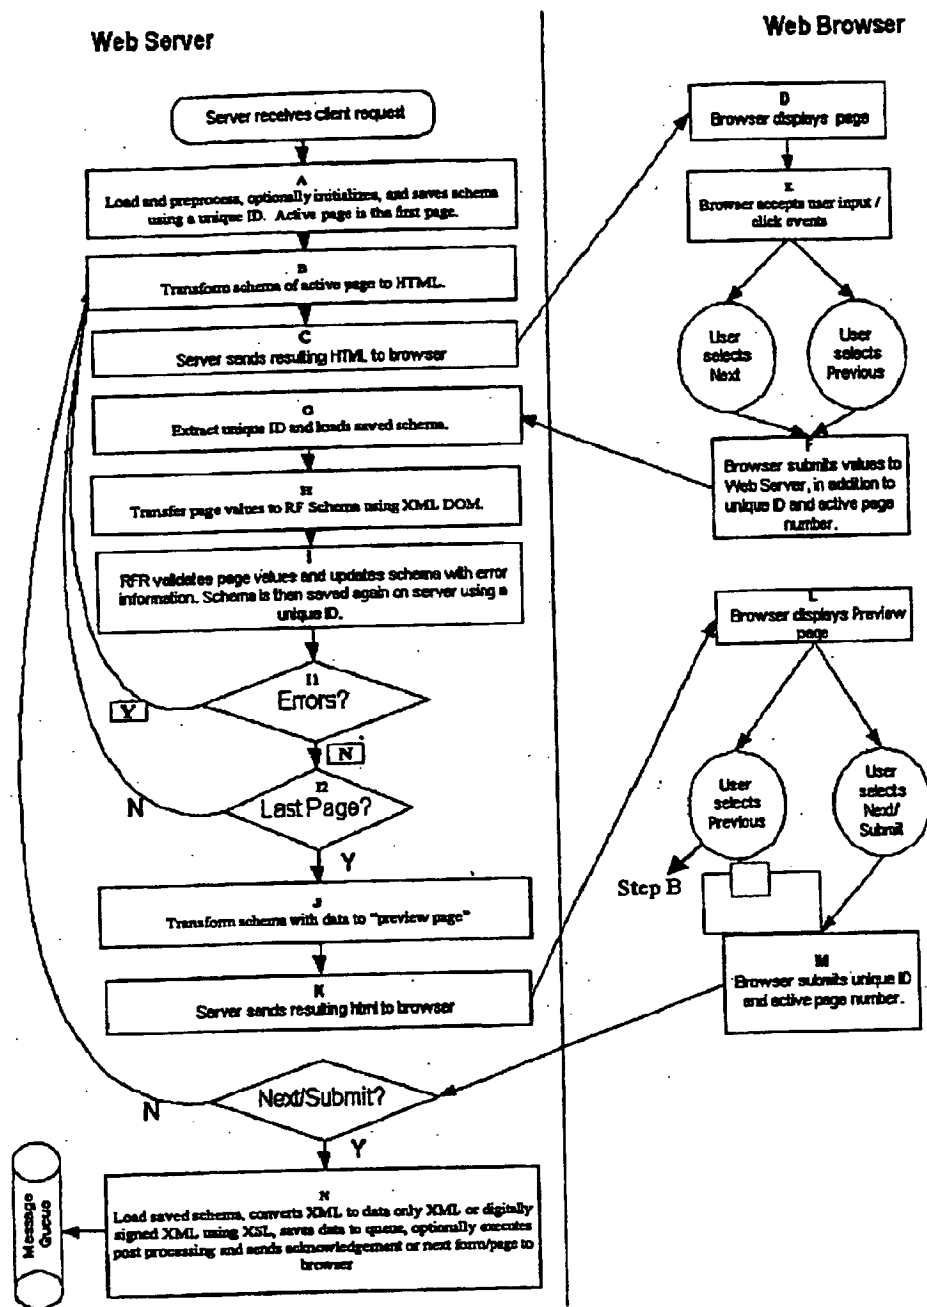 Web Server
Server receives client request
A
Load and preprocess, optionally initializes, and saves schema
using a unique ID. Active page is the first page.
B
Transform schema of active page to HTML.
C
Server sends resulting HTML to browser
G
Extract unique ID and loads saved schema.
H
Transfer page values to RF Schema using XML DOM.
I
RFR validates page values and updates schema with error
information. Schema is then saved again on server using a
unique ID.
I1
Errors?
Y
N
I2
Last Page?
N
Y
J
Transform schema with data to "preview page"
K
Server sends resulting html to browser
Next/Submit?
N
Y
N
Load saved schema, converts XML to data only XML or digitally
signed XML using XSL, saves data to queue, optionally executes
post processing and sends acknowledgement or next form/page to
browser
Message
Queue
Web Browser
D
Browser displays page
E
Browser accepts user input /
click events
User
selects
Next
User
selects
Previous
F
Browser submits values to
Web Server, in addition to
unique ID and active page
number.
L
Browser displays Preview
page
User
selects
Previous
User
selects
Next/
Submit
Step B
M
Browser submits unique ID
and active page number.